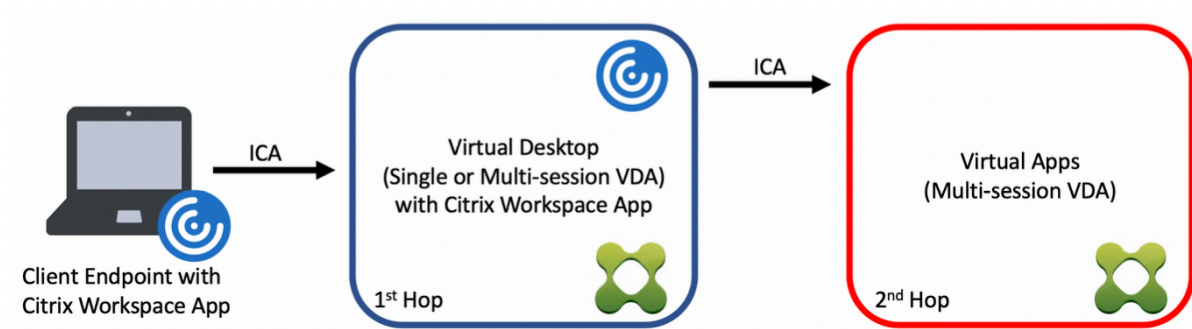 Client Endpoint with
Citrix Workspace App
ICA
Virtual Desktop
(Single or Multi-session VDA)
with Citrix Workspace App
1st Hop
ICA
Virtual Apps
(Multi-session VDA)
2nd Hop